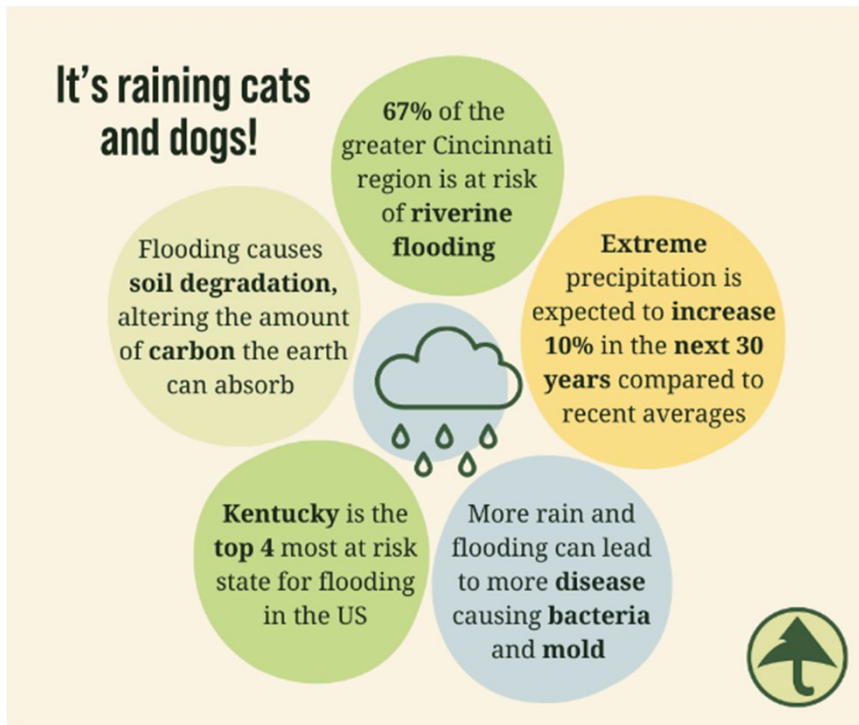 It's raining cats
and dogs!
67% of the
greater Cincinnati
region is at risk
of riverine
flooding
Extreme
precipitation is
expected to increase
10% in the next 30
years compared to
recent averages
More rain and
flooding can lead
to more disease
causing bacteria
and mold
Kentucky is the
top 4 most at risk
state for flooding
in the US
Flooding causes
soil degradation,
altering the amount
of carbon the earth
can absorb